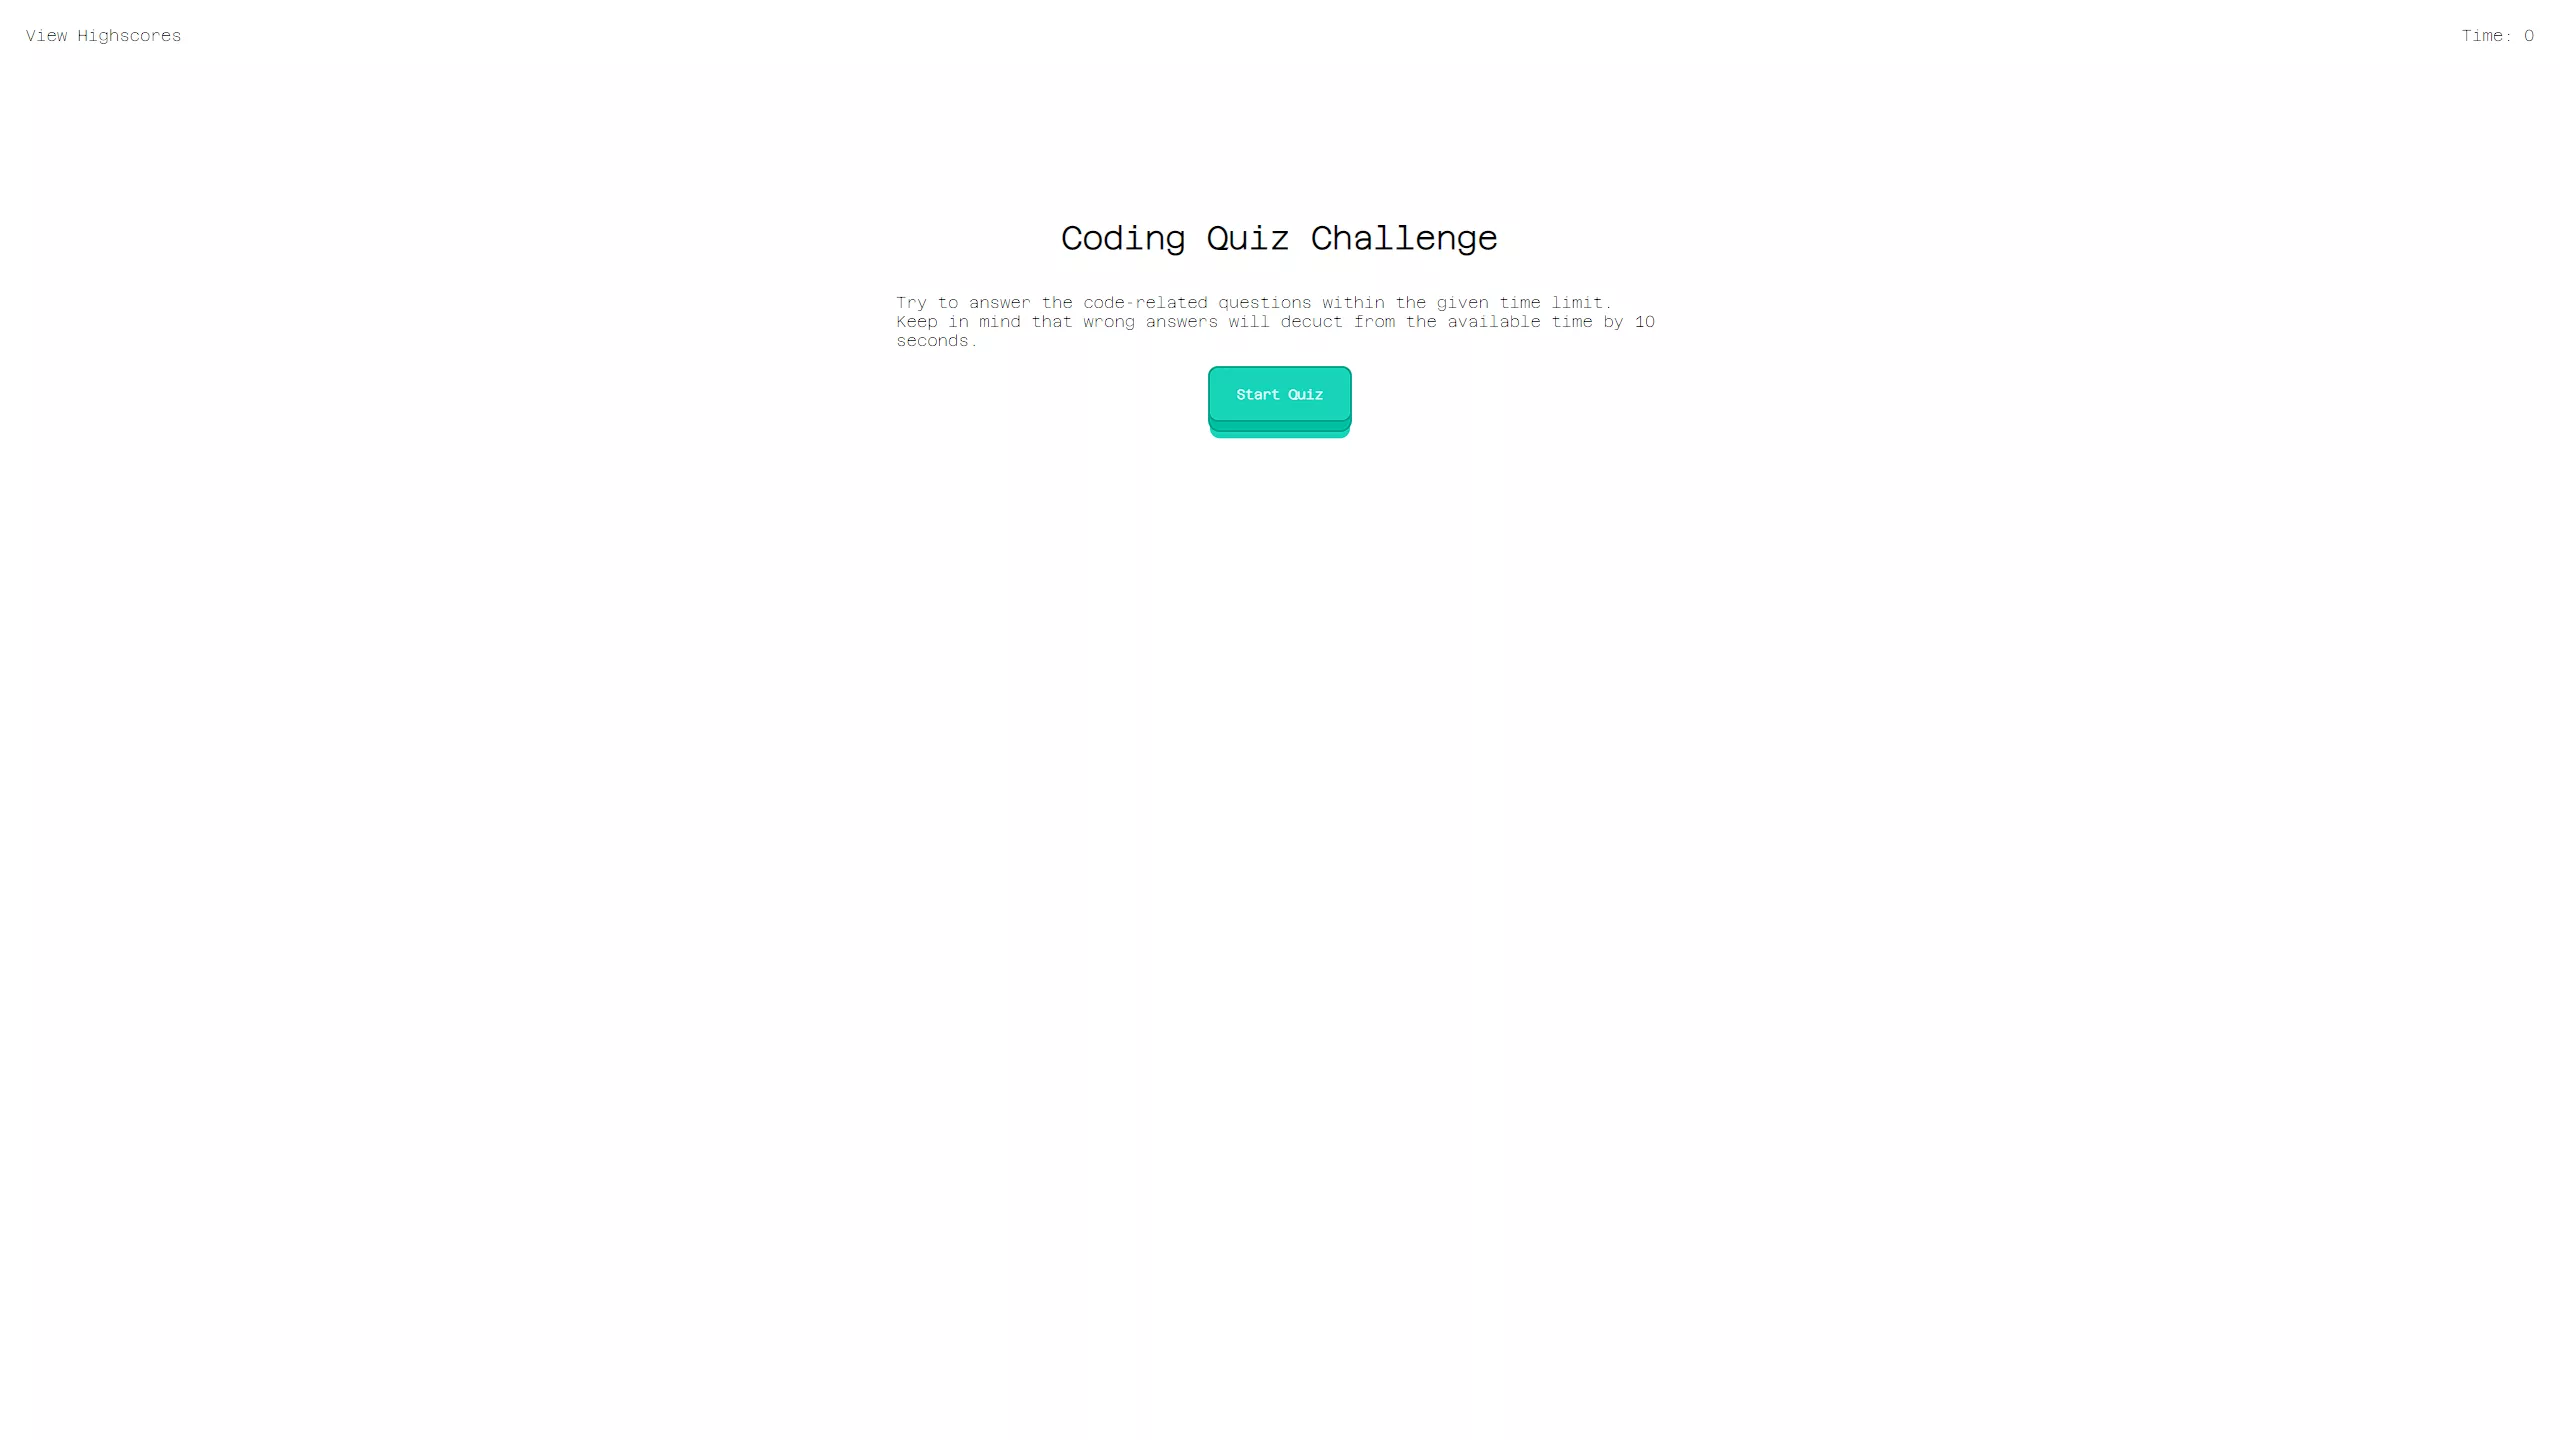 View Highscores
Time: 0
Coding Quiz Challenge
Try to answer the code-related questions within the given time limit.
Keep in mind that wrong answers will decuct from the available time by 10
seconds.
Start Quiz